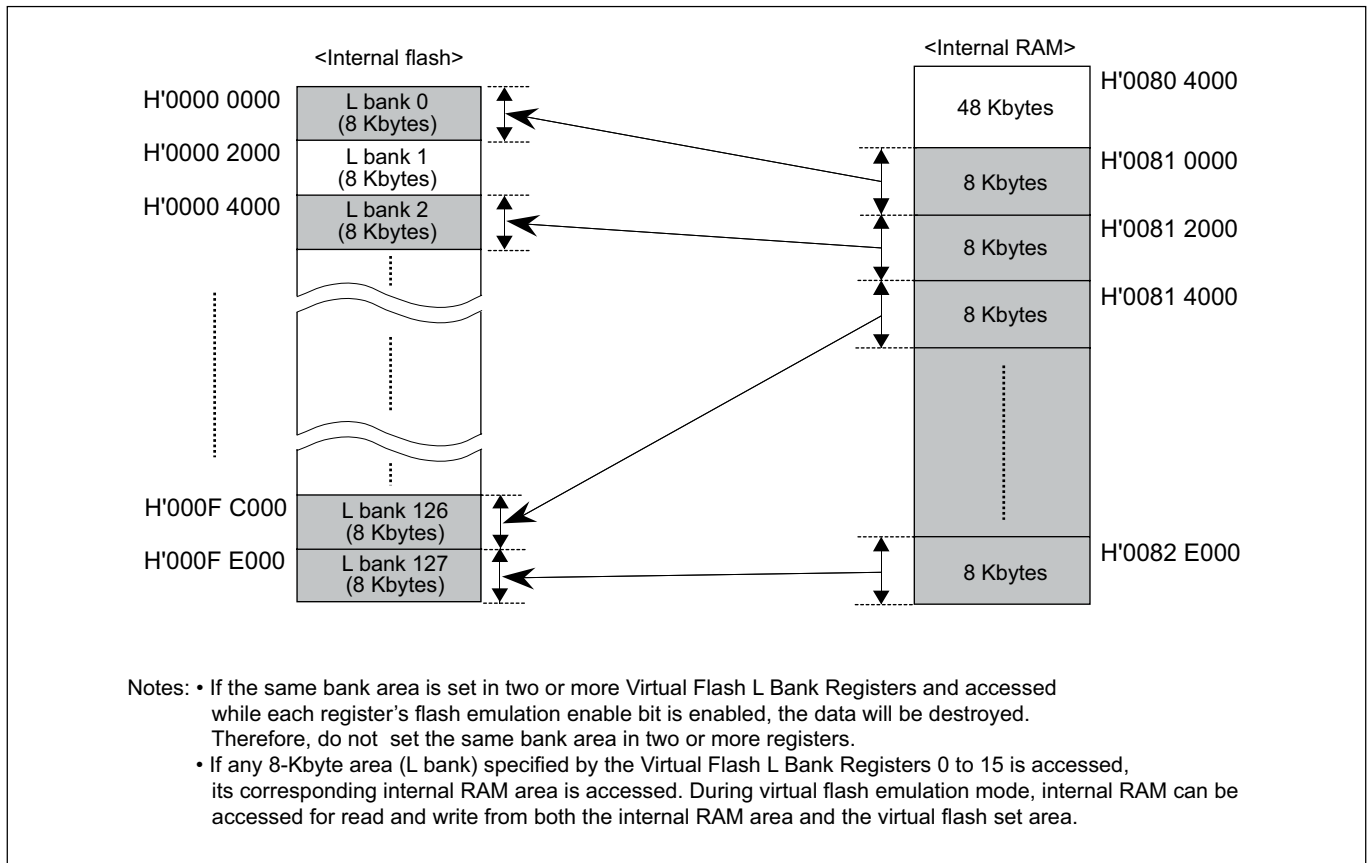 <Internal flash>
H'0000 0000
L bank 0
(8 Kbytes)
H'0000 2000
L bank 1
(8 Kbytes)
H'0000 4000
L bank 2
(8 Kbytes)
H'000F C000
L bank 126
(8 Kbytes)
H'000F E000
L bank 127
(8 Kbytes)
<Internal RAM>
H'0080 4000
48 Kbytes
H'0081 0000
8 Kbytes
H'0081 2000
8 Kbytes
H'0081 4000
8 Kbytes
H'0082 E000
8 Kbytes
Notes: • If the same bank area is set in two or more Virtual Flash L Bank Registers and accessed
while each register's flash emulation enable bit is enabled, the data will be destroyed.
Therefore, do not set the same bank area in two or more registers.
• If any 8-Kbyte area (L bank) specified by the Virtual Flash L Bank Registers 0 to 15 is accessed,
its corresponding internal RAM area is accessed. During virtual flash emulation mode, internal RAM can be
accessed for read and write from both the internal RAM area and the virtual flash set area.